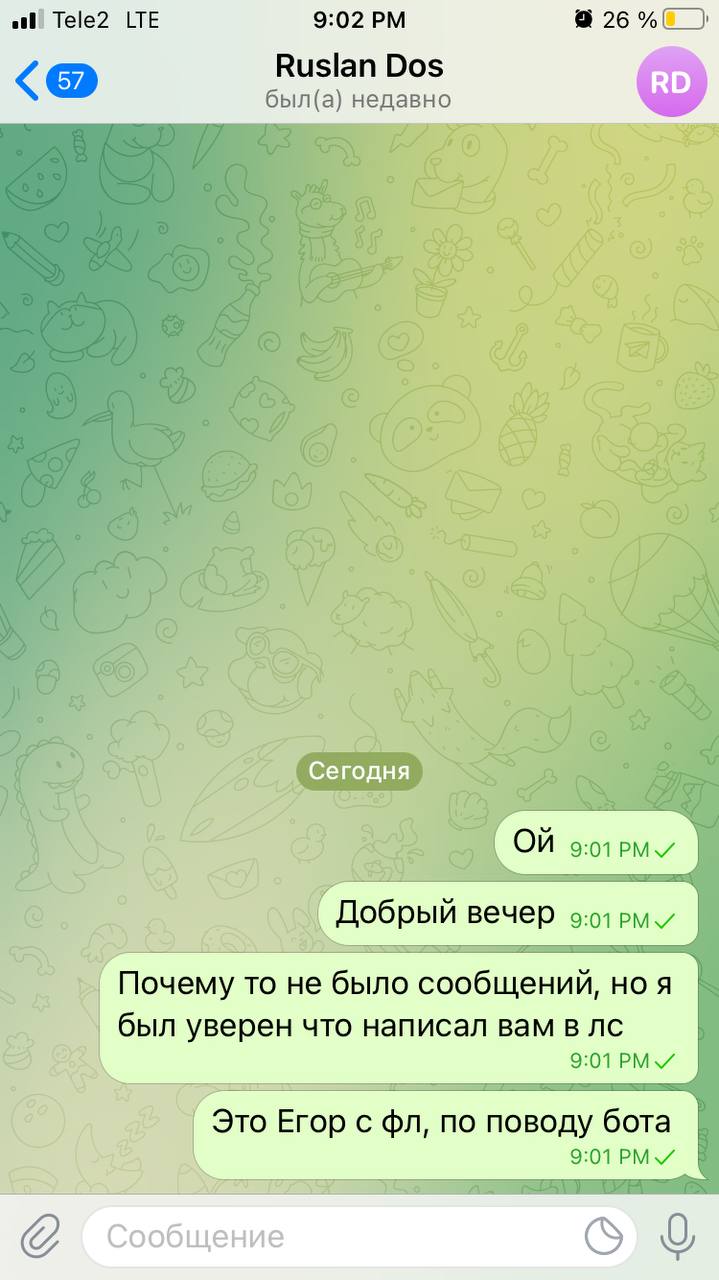 Tele2 LTE 9:02 PM 26 %
57 Ruslan Dos RD
был(а) недавно
Сегодня
Ой 9:01 PM
Добрый вечер 9:01 PM
Почему то не было сообщений, но я
был уверен что написал вам в лс
9:01 PM
Это Егор с фл, по поводу бота
9:01 PM
Сообщение